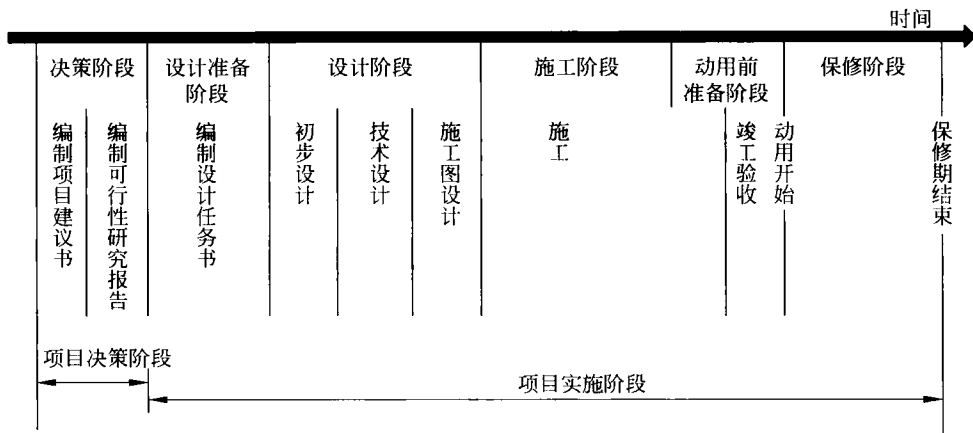 时间
决策阶段
设计准备
阶段
设计阶段
施工阶段
动用前
准备阶段
保修阶段
编制项目建议书
编制可行性研究报告
编制设计任务书
初步设计
技术设计
施工图设计
施工
竣工验收
动用开始
保修期结束
项目决策阶段
项目实施阶段